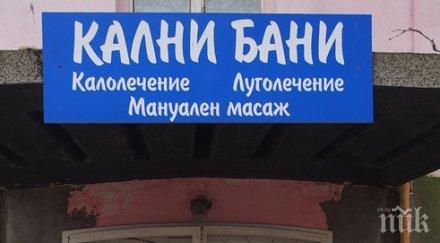 КАЛНИ БАНИ
Калолечение Луголечение
Мануален масаж